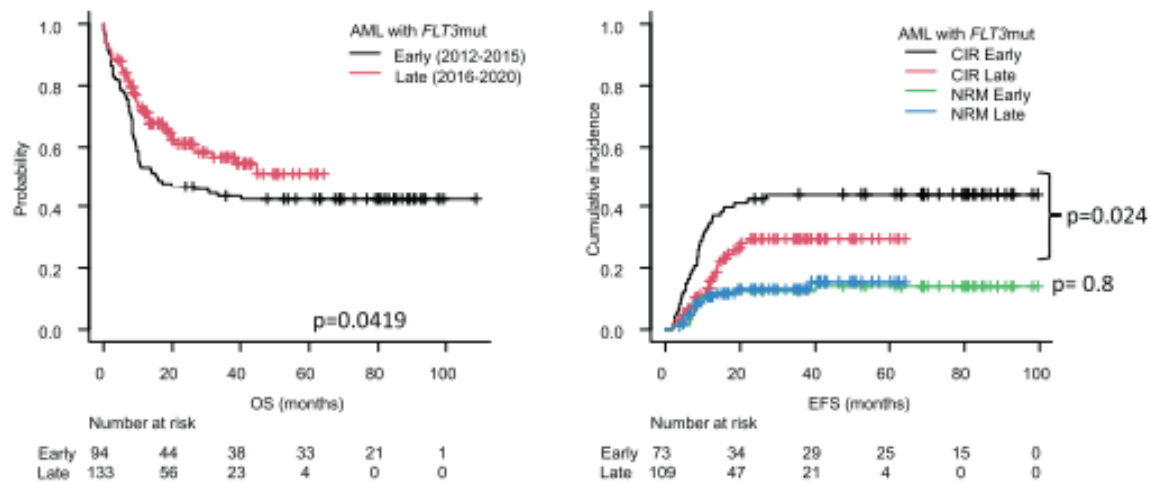 AML with FLT3mut
Early (2012-2015)
Late (2016-2020)
1.0
0.8
0.6
0.4
0.2
0.0
Probability
p=0.0419
0 20 40 60 80 100
OS (months)
Number at risk
Early 94 44 38 33 21 1
Late 133 56 23 4 0 0
AML with FLT3mut
CIR Early
CIR Late
NRM Early
NRM Late
1.0
0.8
0.6
0.4
0.2
0.0
Cumulative incidence
p=0.024
p= 0.8
0 20 40 60 80 100
EFS (months)
Number at risk
Early 73 34 29 25 15 0
Late 109 47 21 4 0 0